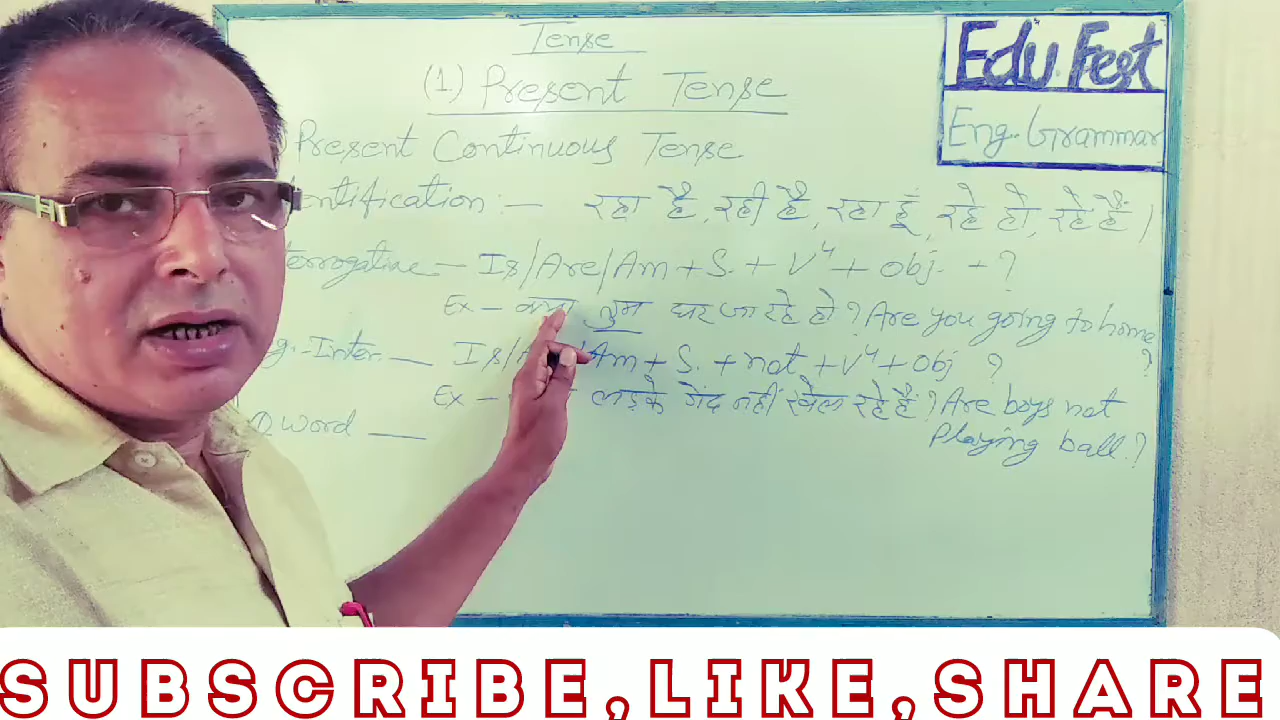 Tense
(1) Present Tense
Present Continuous Tense
ntification :- रहा है, रही है, रहा हूं, रहे हो, रहे हैं।
terrogative - Is/Are/Am + S. + V⁴ + obj. + ?
Ex - क्या तुम घर जा रहे हो ? Are you going to home ?
g.-Inter. - Am + S. + not + V⁴ + obj ?
Ex - लड़के गेंद नहीं खेल रहे हैं ? Are boys not
Playing ball ?
Q word -
Edu. Fest
Eng. Grammar
SUBSCRIBE,LIKE,SHARE